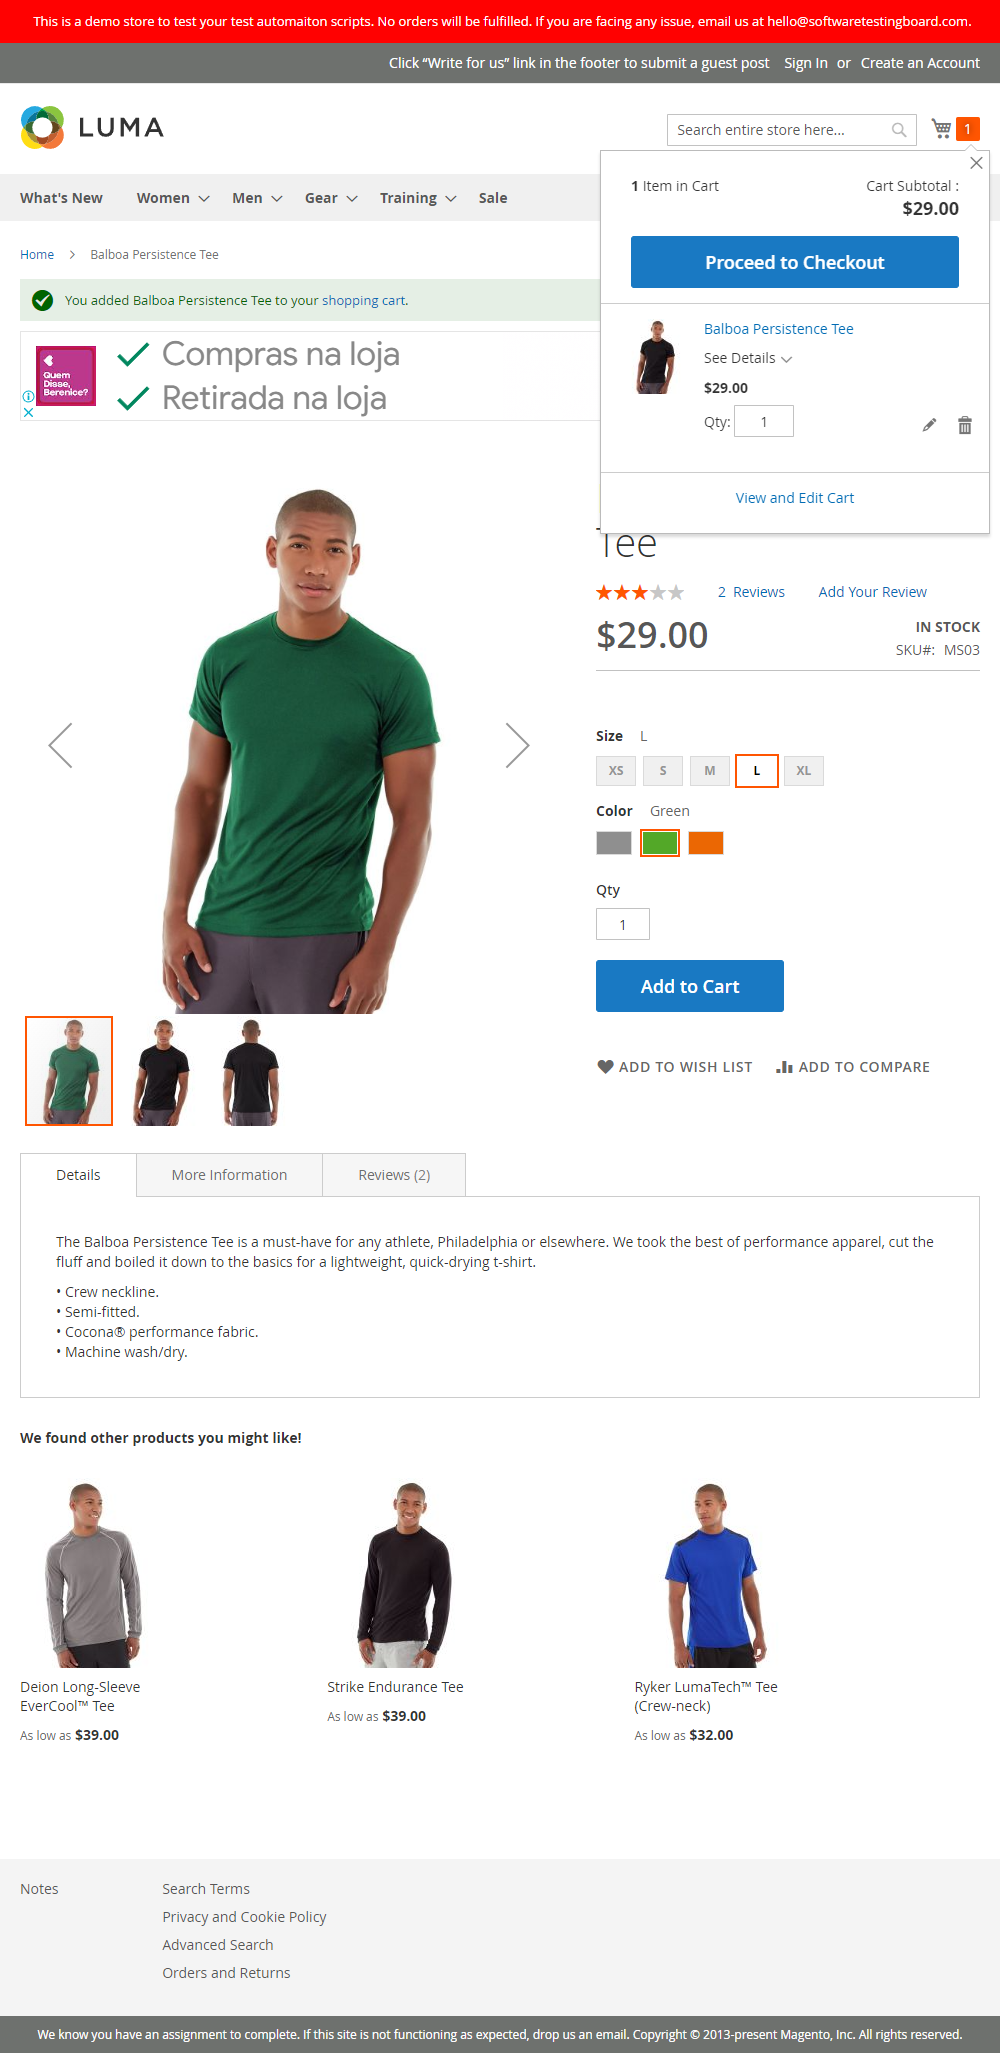 This is a demo store to test your test automaiton scripts. No orders will be fulfilled. If you are facing any issue, email us at hello@softwaretestingboard.com.
Click “Write for us” link in the footer to submit a guest post Sign In or Create an Account
LUMA
Search entire store here...
1
What's New Women Men Gear Training Sale
1 Item in Cart
Cart Subtotal :
$29.00
Proceed to Checkout
Balboa Persistence Tee
See Details
$29.00
Qty: 1
View and Edit Cart
Home Balboa Persistence Tee
You added Balboa Persistence Tee to your shopping cart.
Quem
Disse,
Berenice?
Compras na loja
Retirada na loja
Tee
2 Reviews Add Your Review
$29.00
IN STOCK
SKU#: MS03
Size L
XS S M L XL
Color Green
Qty
1
Add to Cart
ADD TO WISH LIST ADD TO COMPARE
Details More Information Reviews (2)
The Balboa Persistence Tee is a must-have for any athlete, Philadelphia or elsewhere. We took the best of performance apparel, cut the
fluff and boiled it down to the basics for a lightweight, quick-drying t-shirt.
• Crew neckline.
• Semi-fitted.
• Cocona® performance fabric.
• Machine wash/dry.
We found other products you might like!
Deion Long-Sleeve
EverCool™ Tee
As low as $39.00
Strike Endurance Tee
As low as $39.00
Ryker LumaTech™ Tee
(Crew-neck)
As low as $32.00
Notes
Search Terms
Privacy and Cookie Policy
Advanced Search
Orders and Returns
We know you have an assignment to complete. If this site is not functioning as expected, drop us an email. Copyright © 2013-present Magento, Inc. All rights reserved.